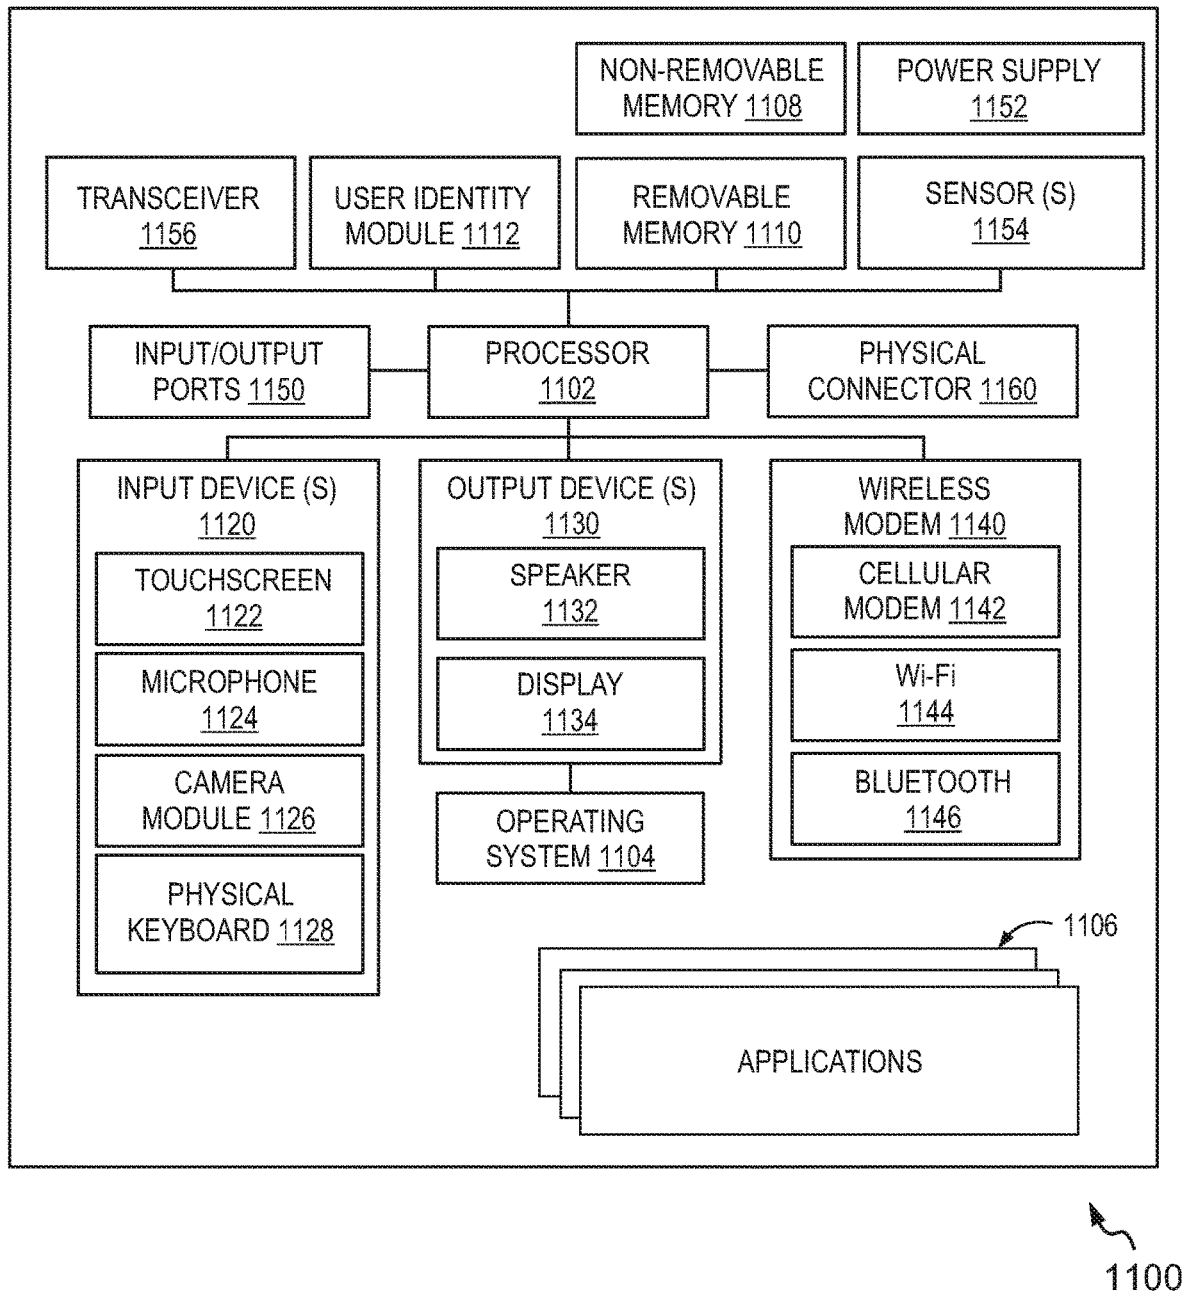 NON-REMOVABLE
MEMORY 1108
POWER SUPPLY
1152
TRANSCEIVER
1156
USER IDENTITY
MODULE 1112
REMOVABLE
MEMORY 1110
SENSOR (S)
1154
INPUT/OUTPUT
PORTS 1150
PROCESSOR
1102
PHYSICAL
CONNECTOR 1160
INPUT DEVICE (S)
1120
TOUCHSCREEN
1122
MICROPHONE
1124
CAMERA
MODULE 1126
PHYSICAL
KEYBOARD 1128
OUTPUT DEVICE (S)
1130
SPEAKER
1132
DISPLAY
1134
OPERATING
SYSTEM 1104
WIRELESS
MODEM 1140
CELLULAR
MODEM 1142
Wi-Fi
1144
BLUETOOTH
1146
1106
APPLICATIONS
1100